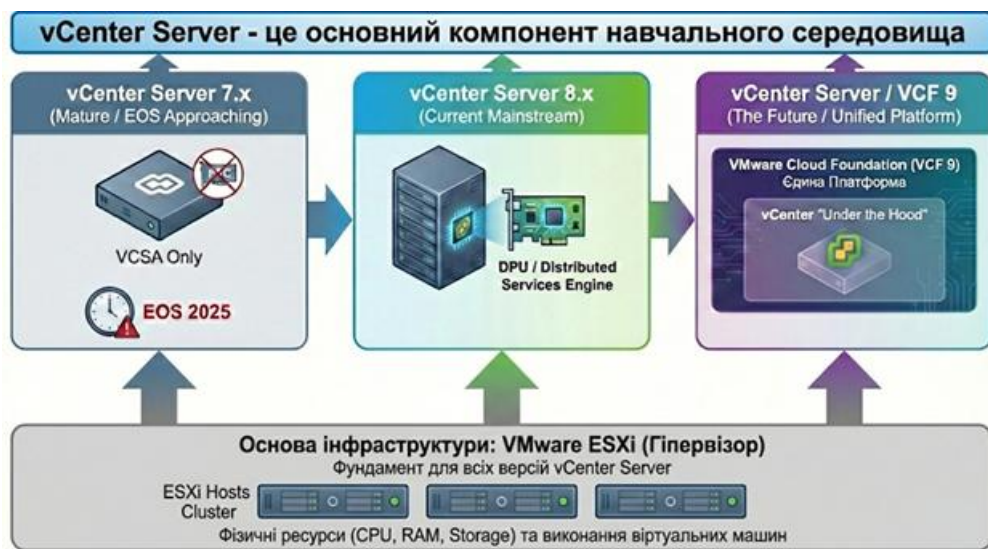 vCenter Server - це основний компонент навчального середовища
vCenter Server 7.x
(Mature / EOS Approaching)
VCSA Only
EOS 2025
vCenter Server 8.x
(Current Mainstream)
DPU / Distributed
Services Engine
vCenter Server / VCF 9
(The Future / Unified Platform)
VMware Cloud Foundation (VCF 9)
Єдина Платформа
vCenter "Under the Hood"
Основа інфраструктури: VMware ESXi (Гіпервізор)
Фундамент для всіх версій vCenter Server
ESXi Hosts
Cluster
Фізичні ресурси (CPU, RAM, Storage) та виконання віртуальних машин